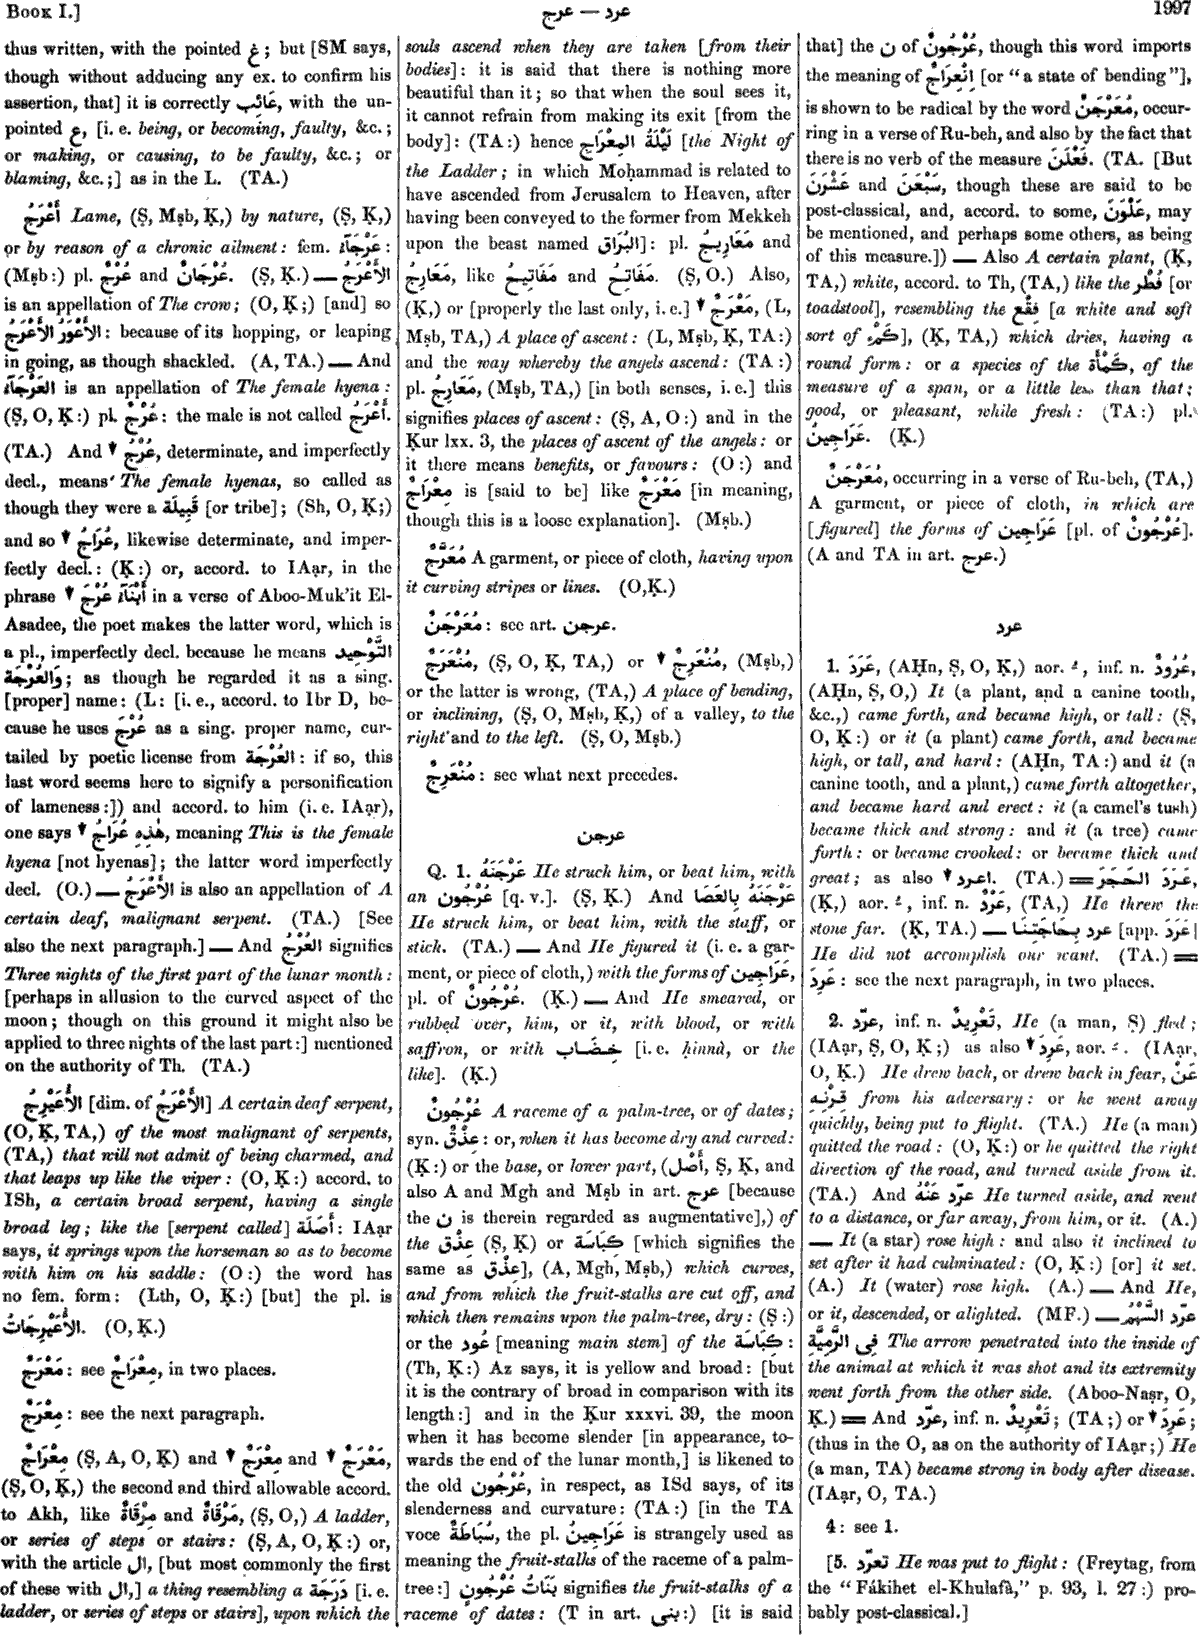 BOOK I.]
عرد — عرج
1997
thus written, with the pointed غ; but [SM says,
though without adducing any ex. to confirm his
assertion, that] it is correctly عَائِب, with the un-
pointed ع, [i. e. being, or becoming, faulty, &c.;
or making, or causing, to be faulty, &c.; or
blaming, &c.;] as in the L. (TA.)
أَعْرَجُ Lame, (Ṣ, Mṣb, Ḳ,) by nature, (Ṣ, Ḳ,)
or by reason of a chronic ailment: fem. عَرْجَآءُ:
(Mṣb:) pl. عُرْجٌ and عُرْجَانٌ. (Ṣ, Ḳ.) — الأَعْرَجُ
is an appellation of The crow; (O, Ḳ;) [and] so
الأَعْوَرُ الأَعْرَجُ: because of its hopping, or leaping
in going, as though shackled. (A, TA.) — And
العَرْجَآءُ is an appellation of The female hyena:
(Ṣ, O, Ḳ:) pl. عُرْجٌ: the male is not called أَعْرَجُ.
(TA.) And ↓ عُرْجُ, determinate, and imperfectly
decl., means The female hyenas, so called as
though they were a قَبِيلَة [or tribe]; (Sh, O, Ḳ;)
and so ↓ عُرَاجُ, likewise determinate, and imper-
fectly decl.: (Ḳ:) or, accord. to IAạr, in the
phrase ↓ أَبْنَآءُ عُرْجَ in a verse of Aboo-Muk'it El-
Asadee, the poet makes the latter word, which is
a pl., imperfectly decl. because he means التَّوْحِيد
وَالعُرْجَة; as though he regarded it as a sing.
[proper] name: (L: [i. e., accord. to Ibr D, be-
cause he uses عُرْجَ as a sing. proper name, cur-
tailed by poetic license from العُرْجَة: if so, this
last word seems here to signify a personification
of lameness:]) and accord. to him (i. e. IAạr),
one says ↓ هٰذِهِ عُرَاجُ, meaning This is the female
hyena [not hyenas]; the latter word imperfectly
decl. (O.) — الأَعْرَجُ is also an appellation of A
certain deaf, malignant serpent. (TA.) [See
also the next paragraph.] — And العُرْجُ signifies
Three nights of the first part of the lunar month:
[perhaps in allusion to the curved aspect of the
moon; though on this ground it might also be
applied to three nights of the last part:] mentioned
on the authority of Th. (TA.)
الأُعَيْرِجُ [dim. of الأَعْرَجُ] A certain deaf serpent,
(O, Ḳ, TA,) of the most malignant of serpents,
(TA,) that will not admit of being charmed, and
that leaps up like the viper: (O, Ḳ:) accord. to
ISh, a certain broad serpent, having a single
broad leg; like the [serpent called] أَصَلَة: IAạr
says, it springs upon the horseman so as to become
with him on his saddle: (O:) the word has
no fem. form: (Lth, O, Ḳ:) [but] the pl. is
الأُعَيْرِجَاتُ. (O, Ḳ.)
مَعْرَجٌ: see مِعْرَاجٌ, in two places.
مِعْرَجٌ: see the next paragraph.
مِعْرَاجٌ (Ṣ, A, O, Ḳ) and ↓ مِعْرَجٌ and ↓ مَعْرَجٌ,
(Ṣ, O, Ḳ,) the second and third allowable accord.
to Akh, like مِرْقَاةٌ and مَرْقَاةٌ, (Ṣ, O,) A ladder,
or series of steps or stairs: (Ṣ, A, O, Ḳ:) or,
with the article ال, [but most commonly the first
of these with ال,] a thing resembling a دَرَجَة [i. e.
ladder, or series of steps or stairs], upon which the
souls ascend when they are taken [from their
bodies]: it is said that there is nothing more
beautiful than it; so that when the soul sees it,
it cannot refrain from making its exit [from the
body]: (TA:) hence لَيْلَةُ المِعْرَاجِ [the Night of
the Ladder; in which Moḥammad is related to
have ascended from Jerusalem to Heaven, after
having been conveyed to the former from Mekkeh
upon the beast named البُرَاق]: pl. مَعَارِيجُ and
مَعَارِجُ, like مَفَاتِيحُ and مَفَاتِحُ. (Ṣ, O.) Also,
(Ḳ,) or [properly the last only, i. e.] ↓ مَعْرَجٌ, (L,
Mṣb, TA,) A place of ascent: (L, Mṣb, Ḳ, TA:)
and the way whereby the angels ascend: (TA:)
pl. مَعَارِجُ, (Mṣb, TA,) [in both senses, i. e.] this
signifies places of ascent: (Ṣ, A, O:) and in the
Ḳur lxx. 3, the places of ascent of the angels: or
it there means benefits, or favours: (O:) and
مِعْرَاجٌ is [said to be] like مَعْرَجٌ [in meaning,
though this is a loose explanation]. (Mṣb.)
مُعَرَّجٌ A garment, or piece of cloth, having upon
it curving stripes or lines. (O, Ḳ.)
مُعَرْجَنٌ: see art. عرجن.
مُنْعَرَجٌ, (Ṣ, O, Ḳ, TA,) or ↓ مُنْعَرِجٌ, (Mṣb,)
or the latter is wrong, (TA,) A place of bending,
or inclining, (Ṣ, O, Mṣb, Ḳ,) of a valley, to the
right and to the left. (Ṣ, O, Mṣb.)
مُنْعَرِجٌ: see what next precedes.
عرجن
Q. 1. عَرْجَنَهُ He struck him, or beat him, with
an عُرْجُون [q. v.]. (Ṣ, Ḳ.) And عَرْجَنَهُ بِالعَصَا
He struck him, or beat him, with the staff, or
stick. (TA.) — And He figured it (i. e. a gar-
ment, or piece of cloth,) with the forms of عَرَاجِين,
pl. of عُرْجُونٌ. (Ḳ.) — And He smeared, or
rubbed over, him, or it, with blood, or with
saffron, or with خِضَاب [i. e. ḥinnà, or the
like]. (Ḳ.)
عُرْجُونٌ A raceme of a palm-tree, or of dates;
syn. عِذْقٌ: or, when it has become dry and curved:
(Ḳ:) or the base, or lower part, (أَصْل, Ṣ, Ḳ, and
also A and Mgh and Mṣb in art. عرج [because
the ن is therein regarded as augmentative],) of
the عِذْق (Ṣ, Ḳ) or كِبَاسَة [which signifies the
same as عِذْق], (A, Mgh, Mṣb,) which curves,
and from which the fruit-stalks are cut off, and
which then remains upon the palm-tree, dry: (Ṣ:)
or the عُود [meaning main stem] of the كِبَاسَة:
(Th, Ḳ:) Az says, it is yellow and broad: [but
it is the contrary of broad in comparison with its
length:] and in the Ḳur xxxvi. 39, the moon
when it has become slender [in appearance, to-
wards the end of the lunar month,] is likened to
the old عُرْجُون, in respect, as ISd says, of its
slenderness and curvature: (TA:) [in the TA
voce سُبَاطَةٌ, the pl. عَرَاجِينُ is strangely used as
meaning the fruit-stalks of the raceme of a palm-
tree:] بَنَاتُ عُرْجُونٍ signifies the fruit-stalks of a
raceme of dates: (T in art. بنى:) [it is said
that] the ن of عُرْجُونٌ, though this word imports
the meaning of اِنْعِرَاجٌ [or "a state of bending"],
is shown to be radical by the word مُعَرْجَنٌ, occur-
ring in a verse of Ru-beh, and also by the fact that
there is no verb of the measure فَعْلَنَ. (TA. [But
عَشْوَنَ and سَبْعَنَ, though these are said to be
post-classical, and, accord. to some, عَلْوَنَ, may
be mentioned, and perhaps some others, as being
of this measure.]) — Also A certain plant, (Ḳ,
TA,) white, accord. to Th, (TA,) like the فُطْر [or
toadstool], resembling the فِقْع [a white and soft
sort of كَمْء], (Ḳ, TA,) which dries, having a
round form: or a species of the كَمْأَة, of the
measure of a span, or a little less than that;
good, or pleasant, while fresh: (TA:) pl.
عَرَاجِينُ. (Ḳ.)
مُعَرْجَنٌ, occurring in a verse of Ru-beh, (TA,)
A garment, or piece of cloth, in which are
[figured] the forms of عَرَاجِين [pl. of عُرْجُونٌ].
(A and TA in art. عرج.)
عرد
1. عَرَدَ, (AḤn, Ṣ, O, Ḳ,) aor. ـُ, inf. n. عُرُودٌ,
(AḤn, Ṣ, O,) It (a plant, and a canine tooth,
&c.,) came forth, and became high, or tall: (Ṣ,
O, Ḳ:) or it (a plant) came forth, and became
high, or tall, and hard: (AḤn, TA:) and it (a
canine tooth, and a plant,) came forth altogether,
and became hard and erect: it (a camel's tush)
became thick and strong: and it (a tree) came
forth: or became crooked: or became thick and
great; as also ↓ اعرد. (TA.) ═ عَرَدَ الحَجَرَ,
(Ḳ,) aor. ـُ, inf. n. عَرْدٌ, (TA,) He threw the
stone far. (Ḳ, TA.) — عرد بِحَاجَتِنَا [app. عَرَدَ]
He did not accomplish our want. (TA.) ═
عَرِدَ: see the next paragraph, in two places.
2. عرّد, inf. n. تَعْرِيدٌ, He (a man, Ṣ) fled;
(IAạr, Ṣ, O, Ḳ;) as also ↓ عَرِدَ, aor. ـَ. (IAạr,
O, Ḳ.) He drew back, or drew back in fear, عَنْ
قِرْنِهِ from his adversary: or he went away
quickly, being put to flight. (TA.) He (a man)
quitted the road: (O, Ḳ:) or he quitted the right
direction of the road, and turned aside from it.
(TA.) And عرّد عَنْهُ He turned aside, and went
to a distance, or far away, from him, or it. (A.)
— It (a star) rose high: and also it inclined to
set after it had culminated: (O, Ḳ:) [or] it set.
(A.) It (water) rose high. (A.) — And He,
or it, descended, or alighted. (MF.) — عرّد السَّهْمُ
فِى الرَّمِيَّةِ The arrow penetrated into the inside of
the animal at which it was shot and its extremity
went forth from the other side. (Aboo-Naṣr, O,
Ḳ.) ═ And عرّد, inf. n. تَعْرِيدٌ; (TA;) or ↓ عَرِدَ;
(thus in the O, as on the authority of IAạr;) He
(a man, TA) became strong in body after disease.
(IAạr, O, TA.)
4: see 1.
[5. تعرّد He was put to flight: (Freytag, from
the "Fákihet el-Khulafà," p. 93, l. 27:) pro-
bably post-classical.]